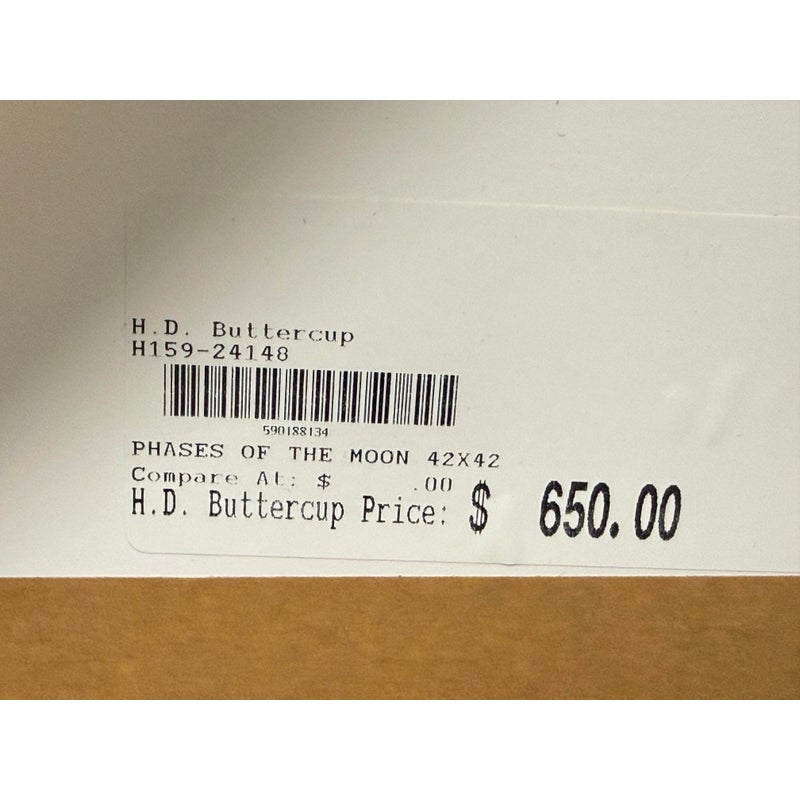 H.D. Buttercup
H159-24148
590188134
PHASES OF THE MOON 42X42
Compare At: $ .00
H.D. Buttercup Price: $ 650.00